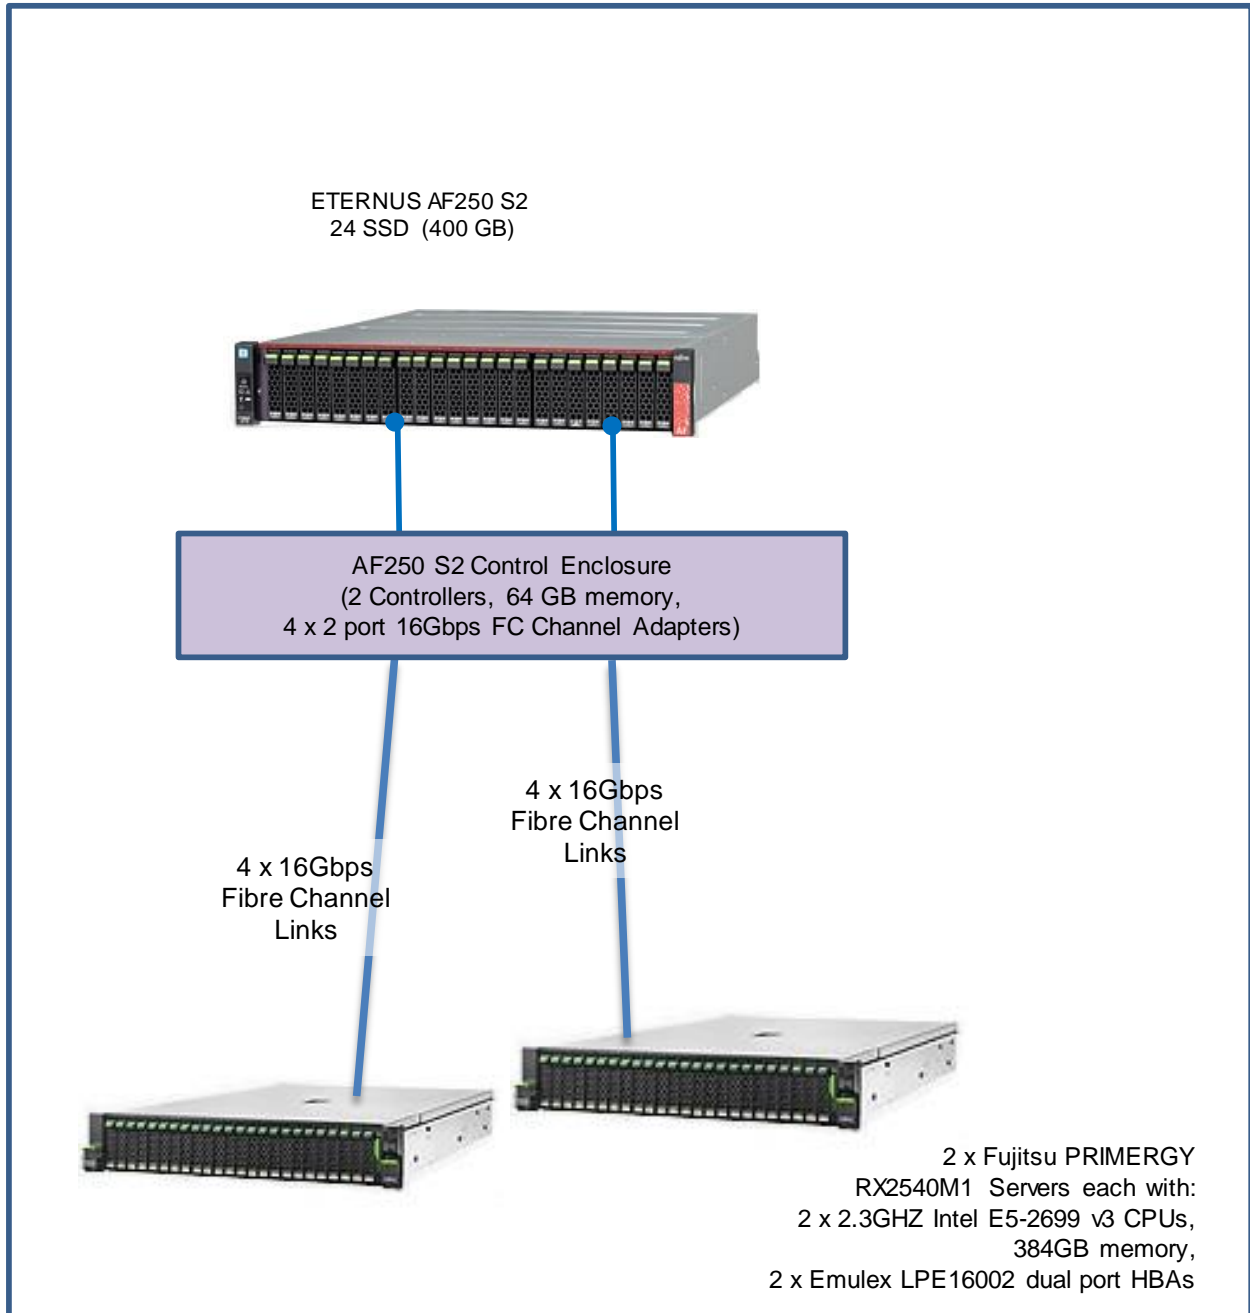 ETERNUS AF250 S2
24 SSD (400 GB)
AF250 S2 Control Enclosure
(2 Controllers, 64 GB memory,
4 x 2 port 16Gbps FC Channel Adapters)
4 x 16Gbps
Fibre Channel
Links
4 x 16Gbps
Fibre Channel
Links
2 x Fujitsu PRIMERGY
RX2540M1 Servers each with:
2 x 2.3GHZ Intel E5-2699 v3 CPUs,
384GB memory,
2 x Emulex LPE16002 dual port HBAs